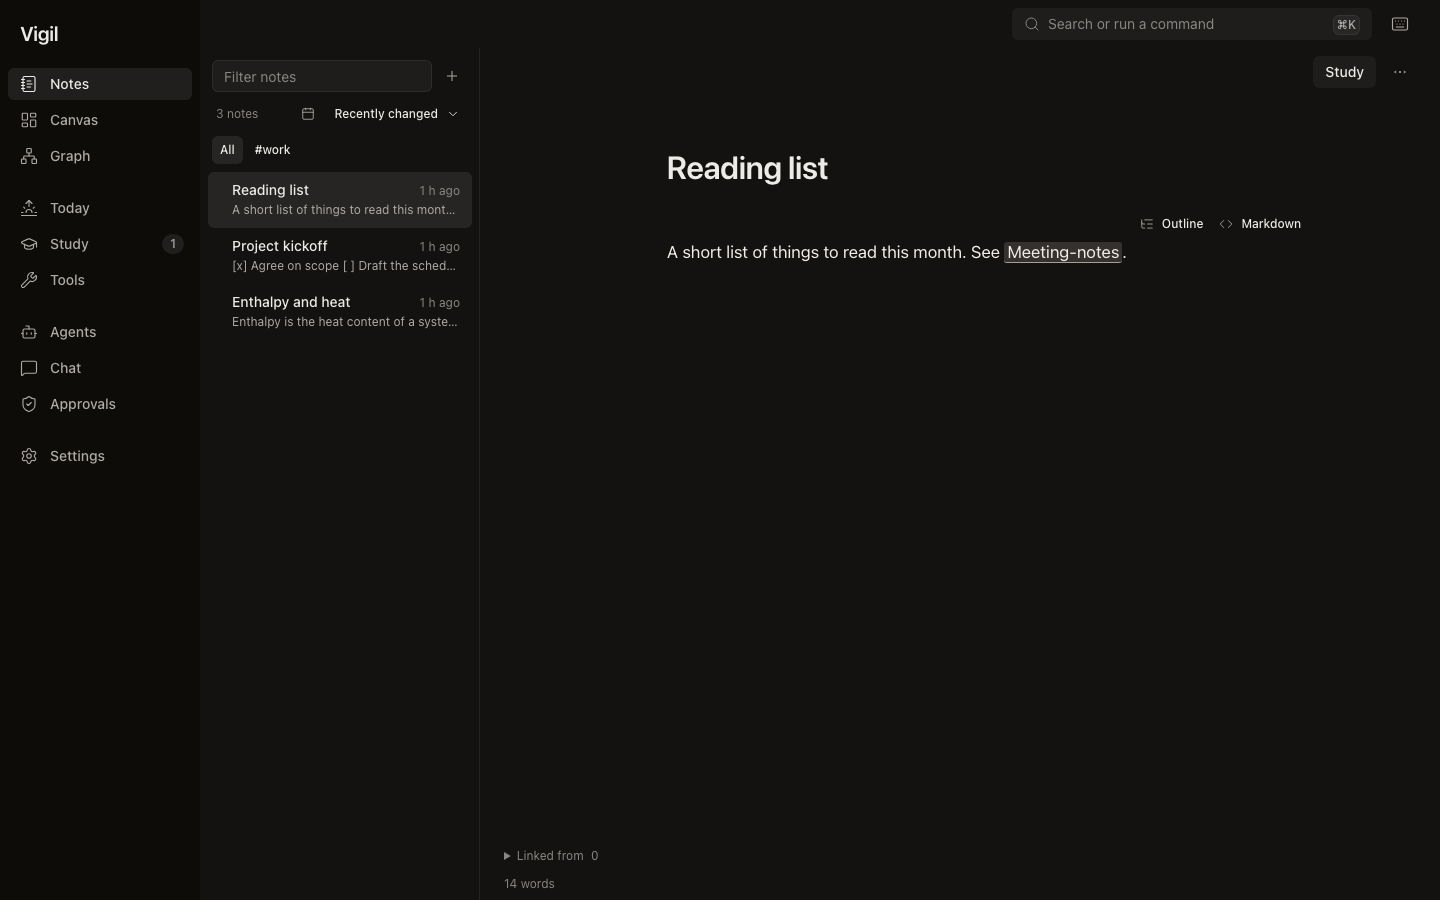 Vigil
Notes
Canvas
Graph
Today
Study 1
Tools
Agents
Chat
Approvals
Settings
Search or run a command ⌘K
Filter notes
3 notes Recently changed
All #work
Reading list 1 h ago
A short list of things to read this mont...
Project kickoff 1 h ago
[x] Agree on scope [ ] Draft the sched...
Enthalpy and heat 1 h ago
Enthalpy is the heat content of a syste...
Study
Reading list
Outline Markdown
A short list of things to read this month. See Meeting-notes.
Linked from 0
14 words